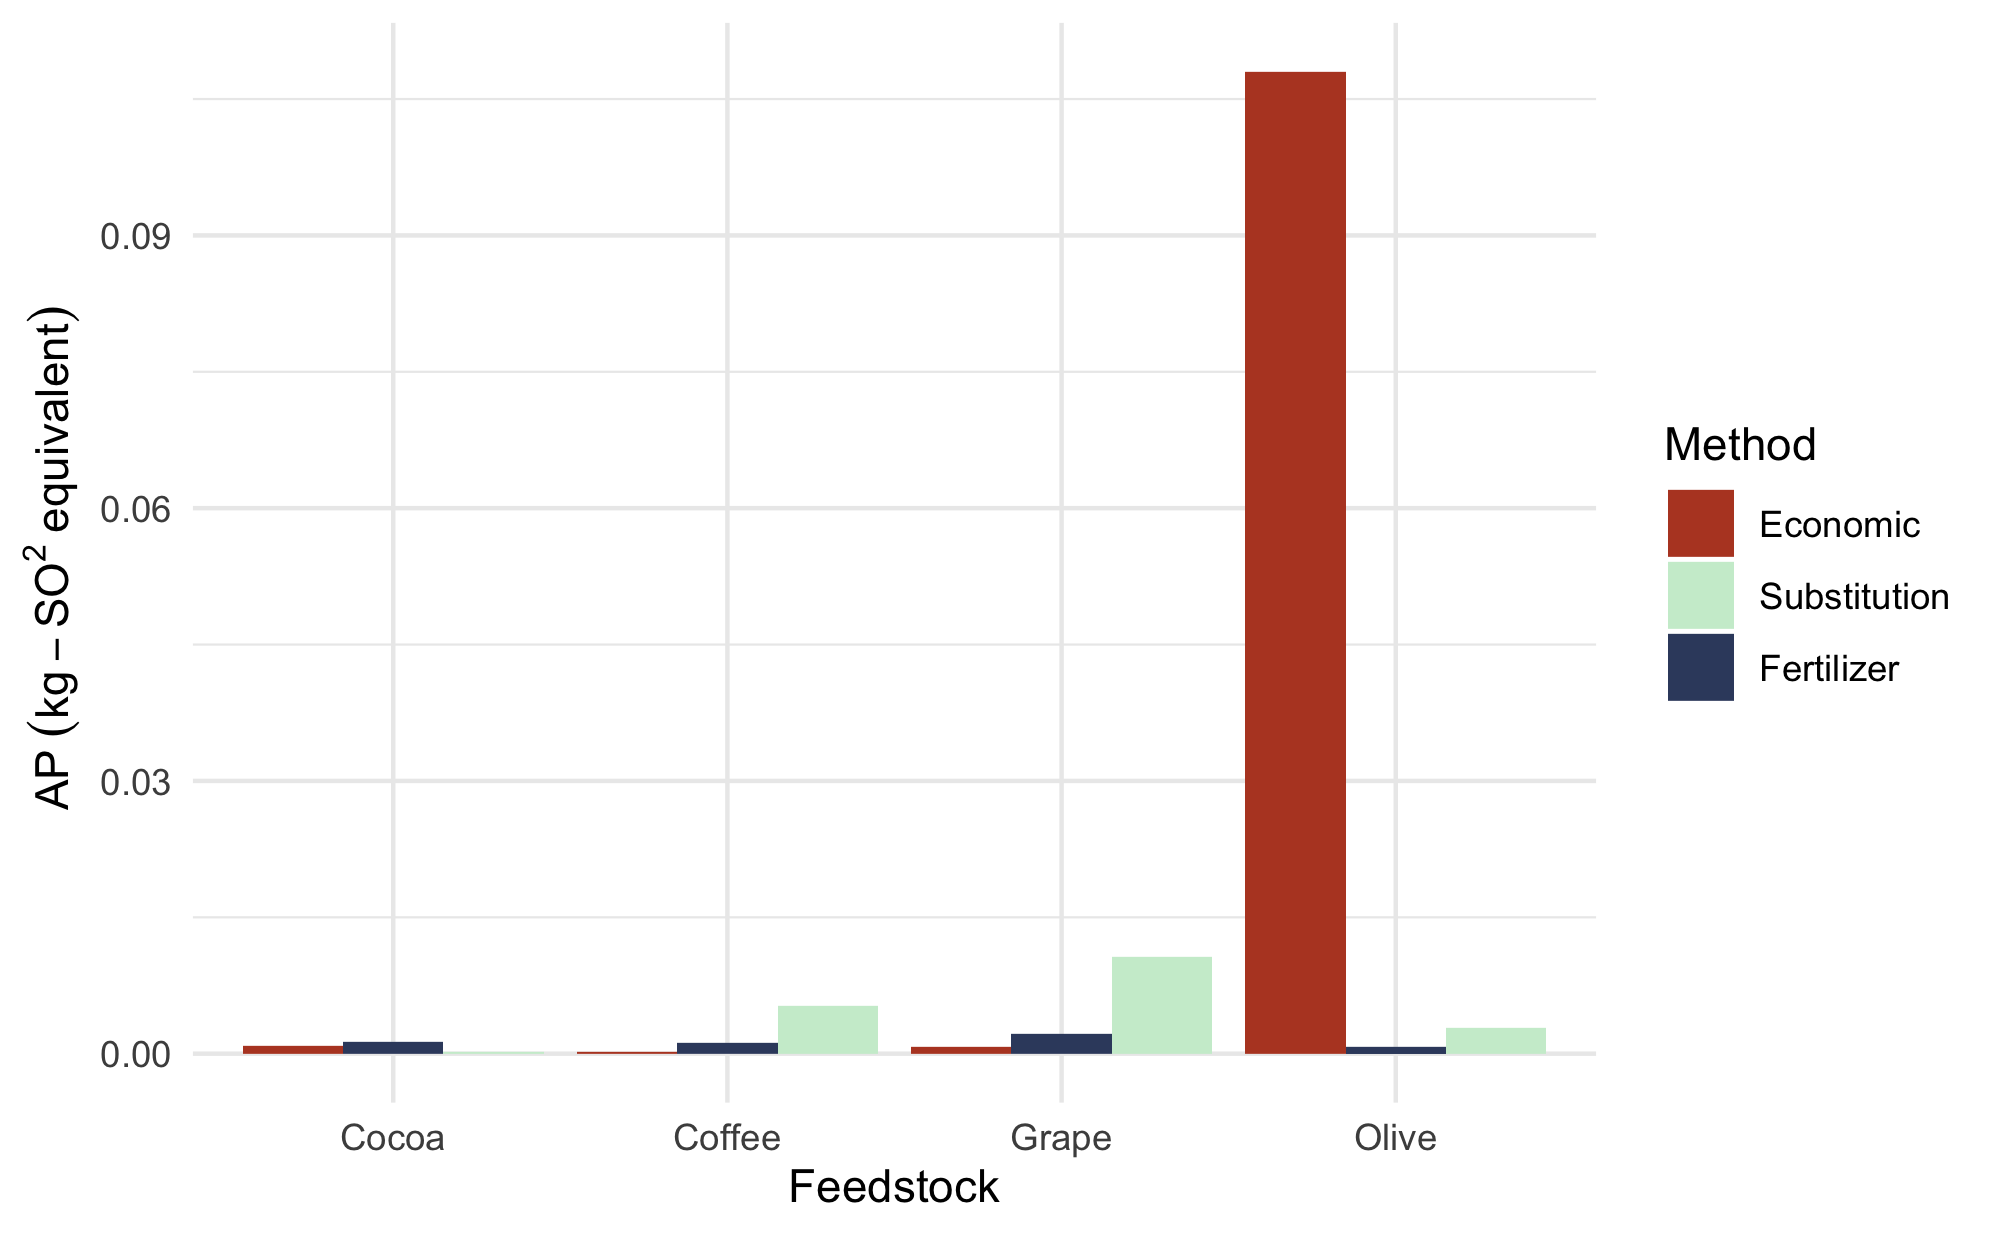 0.09
0.06
0.03
0.00
AP (kg – SO² equivalent)
Cocoa Coffee Grape Olive
Feedstock
Method
Economic
Substitution
Fertilizer